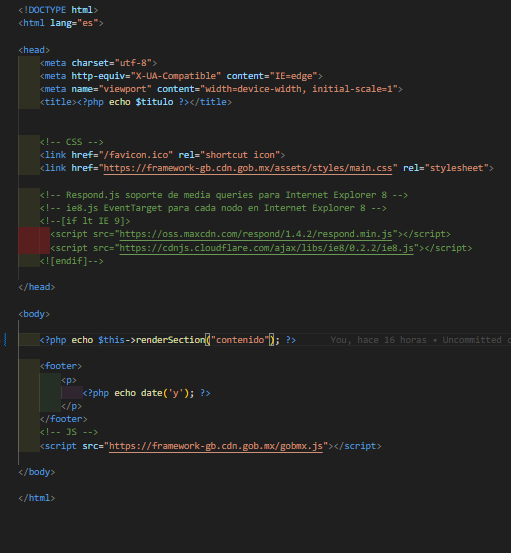 <!DOCTYPE html>
<html lang="es">
<head>
<meta charset="utf-8">
<meta http-equiv="X-UA-Compatible" content="IE=edge">
<meta name="viewport" content="width=device-width, initial-scale=1">
<title><?php echo $titulo ?></title>
<!-- CSS -->
<link href="/favicon.ico" rel="shortcut icon">
<link href="https://framework-gb.cdn.gob.mx/assets/styles/main.css" rel="stylesheet">
<!-- Respond.js soporte de media queries para Internet Explorer 8 -->
<!-- ie8.js EventTarget para cada nodo en Internet Explorer 8 -->
<!--[if lt IE 9]>
<script src="https://oss.maxcdn.com/respond/1.4.2/respond.min.js"></script>
<script src="https://cdnjs.cloudflare.com/ajax/libs/ie8/0.2.2/ie8.js"></script>
<![endif]-->
</head>
<body>
<?php echo $this->renderSection("contenido"); ?> You, hace 16 horas • Uncommitted c
<footer>
<p>
<?php echo date('y'); ?>
</p>
</footer>
<!-- JS -->
<script src="https://framework-gb.cdn.gob.mx/gobmx.js"></script>
</body>
</html>